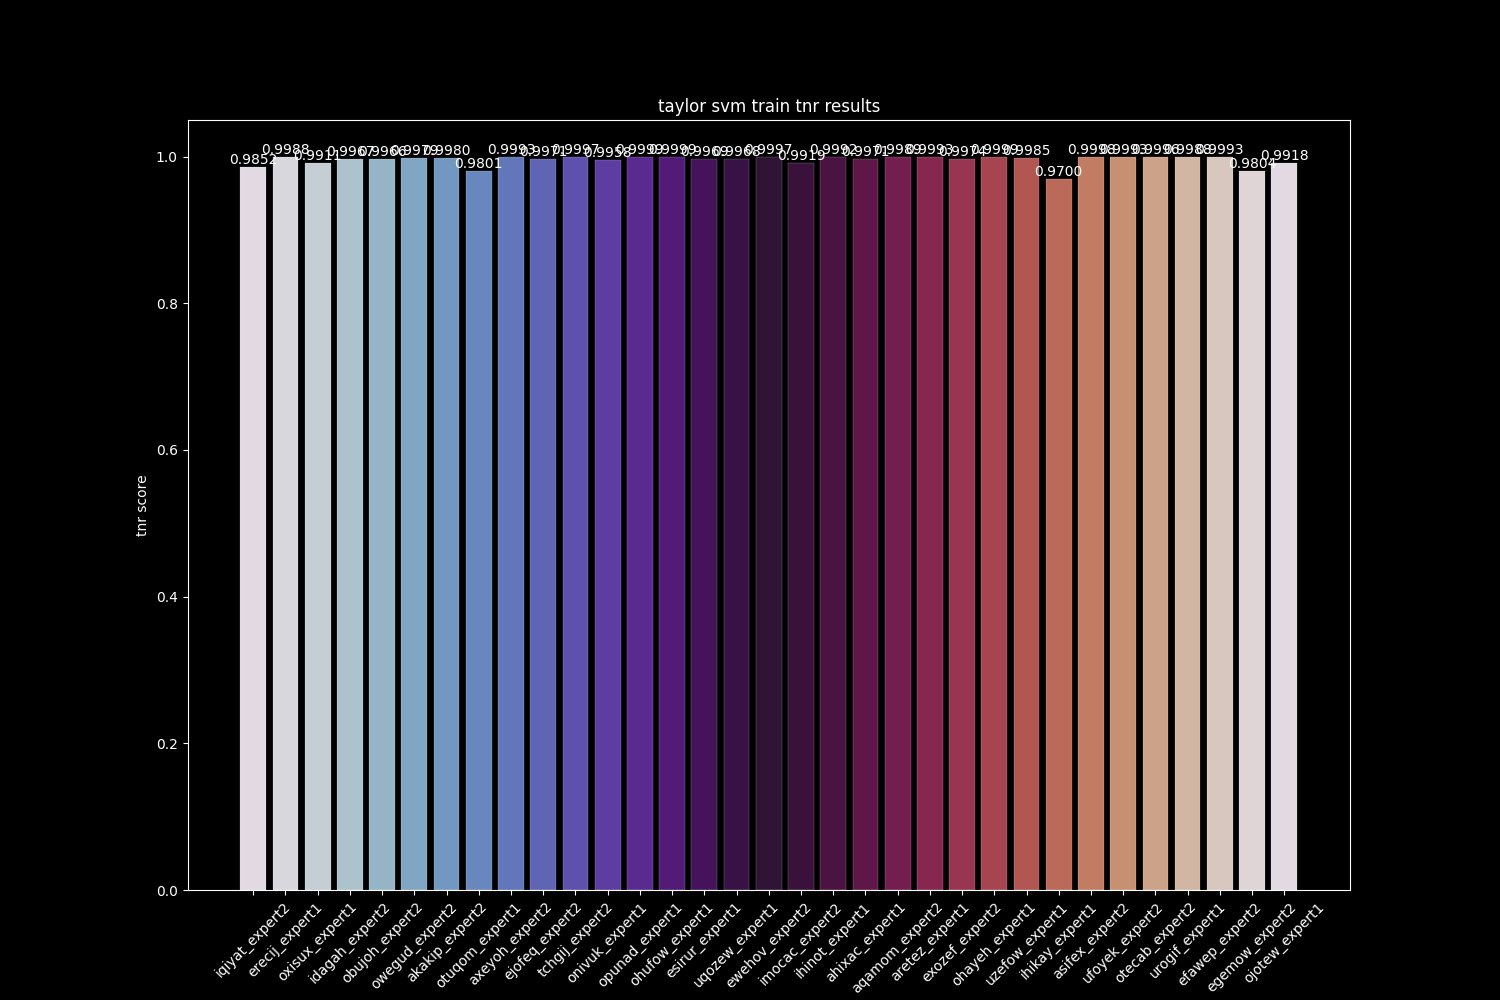 taylor svm train tnr results
0.9852
0.9988
0.9911
0.9967
0.9966
0.9979
0.9980
0.9801
0.9993
0.9971
0.9997
0.9958
0.9999
0.9999
0.9969
0.9968
0.9997
0.9919
0.9992
0.9971
0.9989
0.9993
0.9974
0.9999
0.9985
0.9700
0.9998
0.9993
0.9998
0.9993
0.9804
0.9918
1.0
0.8
0.6
0.4
0.2
0.0
tnr score
iqjyat_expert2
erecij_expert1
oxisux_expert1
idagah_expert2
obujoh_expert2
owegud_expert2
akakip_expert2
otuqom_expert1
axeyoh_expert2
ejofeq_expert2
tchgij_expert2
onivuk_expert1
opunad_expert1
ohufow_expert1
esirur_expert1
uqozew_expert1
ewehov_expert2
imocac_expert2
ihinot_expert1
ahixac_expert1
aqamom_expert2
aretez_expert1
exozef_expert2
ohayeh_expert1
uzefow_expert1
ihikay_expert1
asifex_expert2
ufoyek_expert2
otecab_expert2
urogif_expert1
efawep_expert2
egemow_expert2
ojotew_expert1